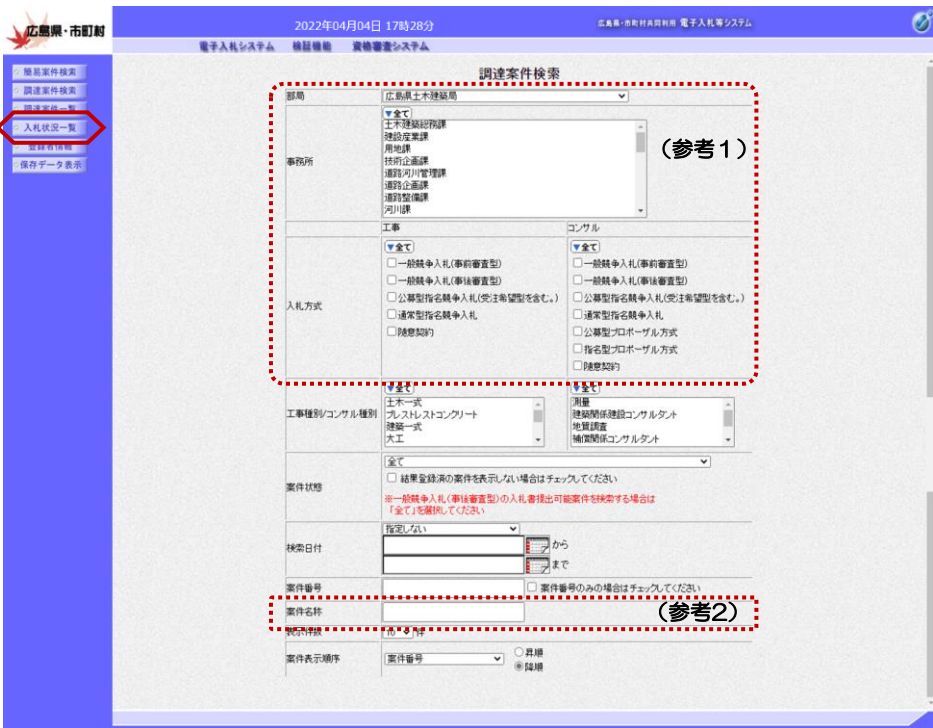 広島県・市町村
2022年04月04日 17時28分
広島県・市町村共同利用 電子入札等システム
電子入札システム 検証機能 資格審査システム
簡易案件検索
調達案件検索
調達案件一覧
入札状況一覧
登録者情報
保存データ表示
調達案件検索
部局 広島県土木建築局
事務所
▼全て
土木建築総務課
建設産業課
用地課
技術企画課
道路河川管理課
道路企画課
道路整備課
河川課
(参考1)
工事 コンサル
入札方式
▼全て
一般競争入札(事前審査型)
一般競争入札(事後審査型)
公募型指名競争入札(受注希望型を含む。)
通常型指名競争入札
随意契約
▼全て
一般競争入札(事前審査型)
一般競争入札(事後審査型)
公募型指名競争入札(受注希望型を含む。)
通常型指名競争入札
公募型プロポーザル方式
指名型プロポーザル方式
随意契約
工事種別/コンサル種別
▼全て
土木一式
プレストレストコンクリート
建築一式
大工
▼全て
測量
建築関係建設コンサルタント
地質調査
補償関係コンサルタント
案件状態
全て
結果登録済の案件を表示しない場合はチェックしてください
※一般競争入札(事後審査型)の入札書提出可能案件を検索する場合は
「全て」を選択してください
検索日付
指定しない
から
まで
案件番号 案件番号のみの場合はチェックしてください
案件名称 (参考2)
表示件数 10 件
案件表示順序 案件番号
昇順
降順